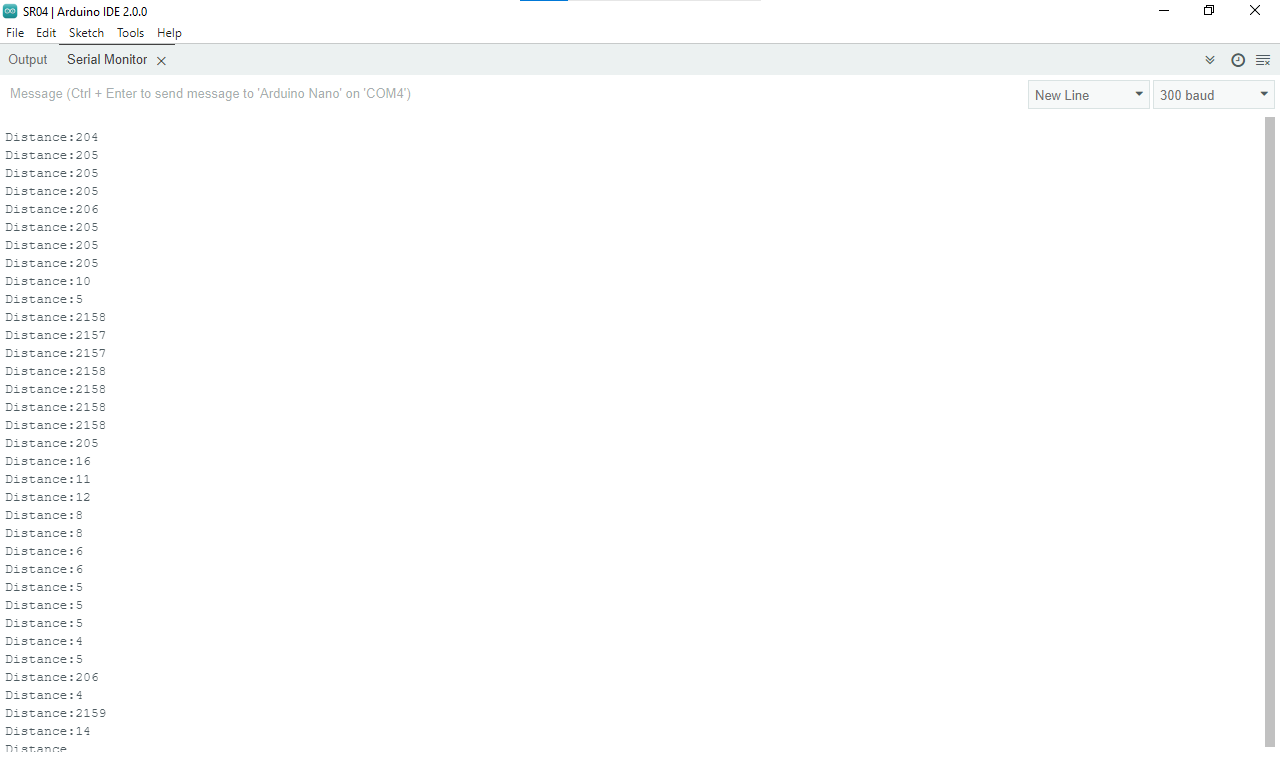 SR04 | Arduino IDE 2.0.0
File Edit Sketch Tools Help
Output Serial Monitor
Message (Ctrl + Enter to send message to 'Arduino Nano' on 'COM4') New Line 300 baud
Distance:204
Distance:205
Distance:205
Distance:205
Distance:206
Distance:205
Distance:205
Distance:205
Distance:10
Distance:5
Distance:2158
Distance:2157
Distance:2157
Distance:2158
Distance:2158
Distance:2158
Distance:2158
Distance:205
Distance:16
Distance:11
Distance:12
Distance:8
Distance:8
Distance:6
Distance:6
Distance:5
Distance:5
Distance:5
Distance:4
Distance:5
Distance:206
Distance:4
Distance:2159
Distance:14
Distance